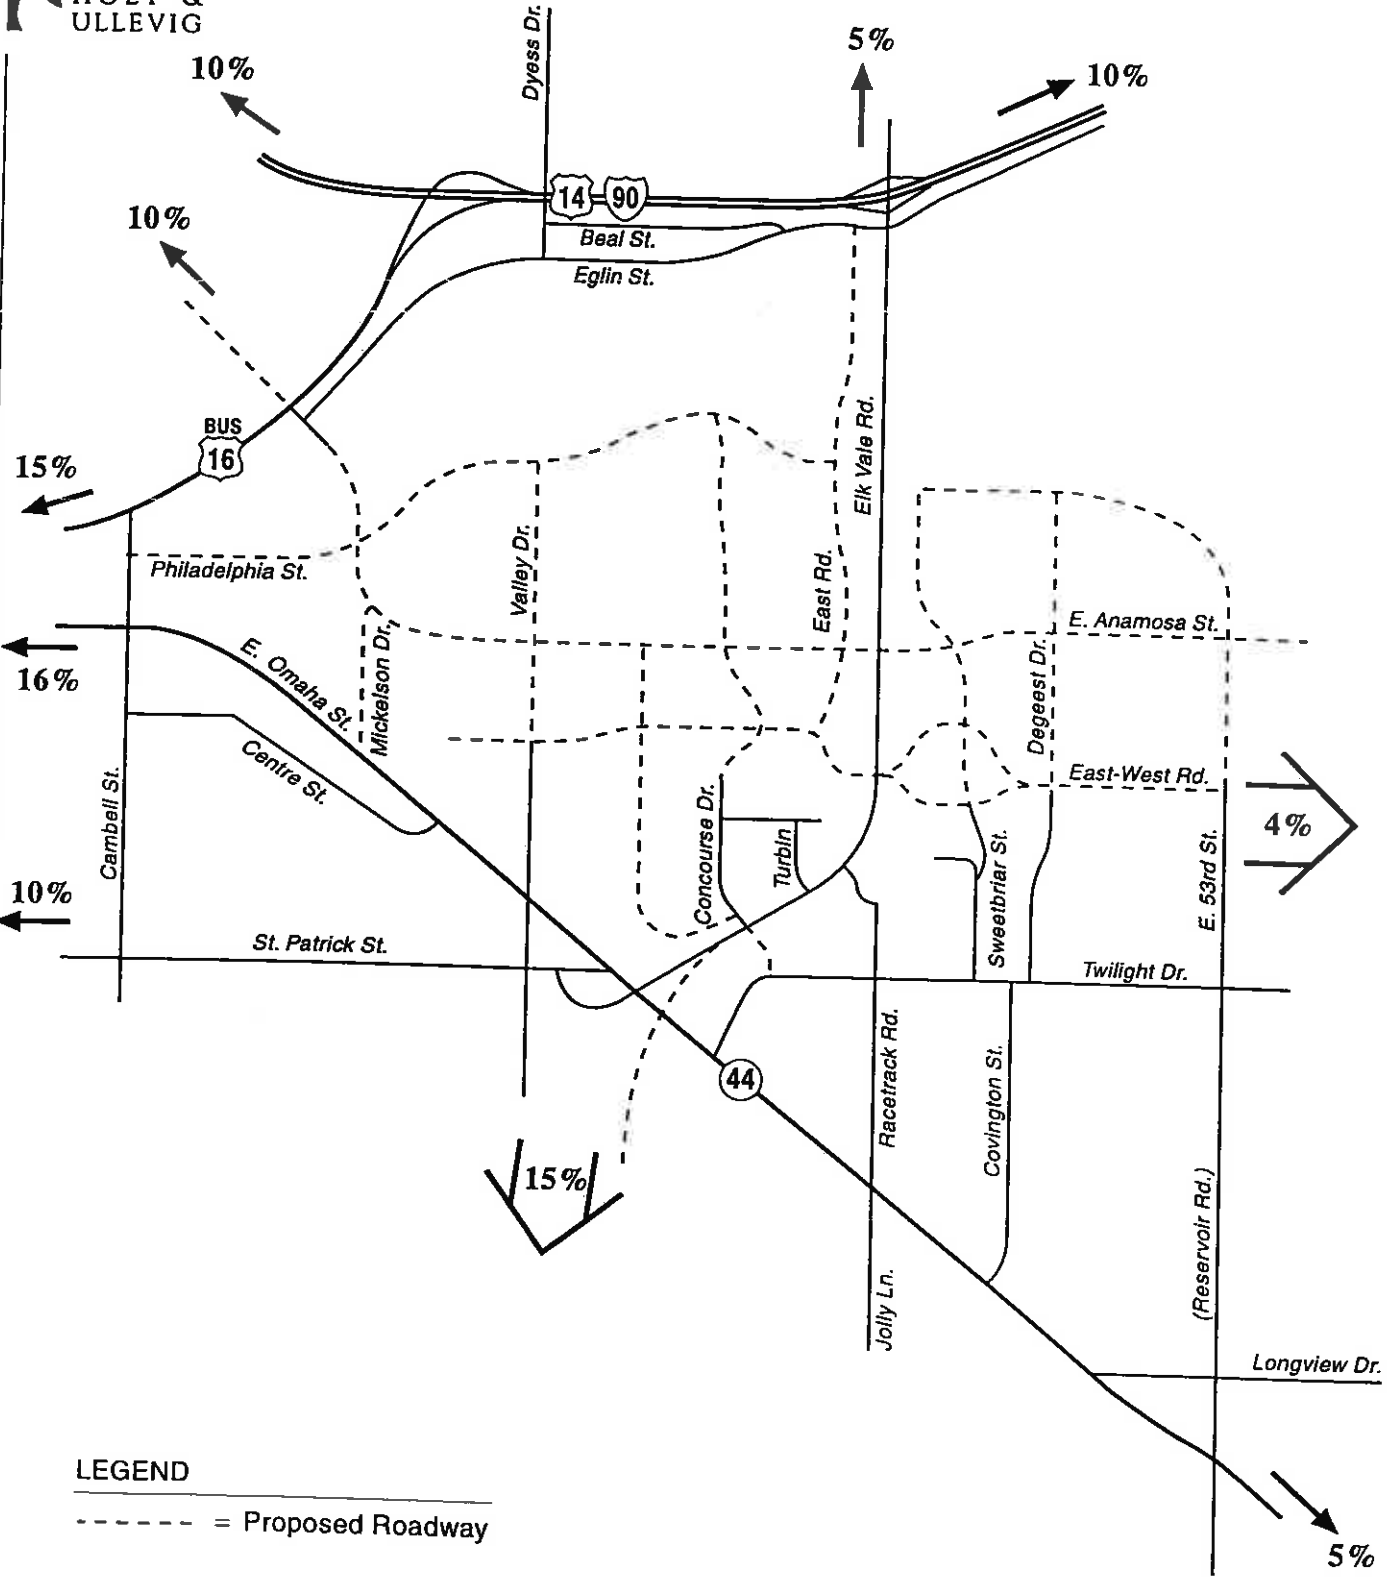 HOLT &
ULLEVIG
Dyess Dr.
5%
10%
10%
14
90
10%
Beal St.
Eglin St.
BUS
16
15%
Elk Vale Rd.
Philadelphia St.
Valley Dr.
East Rd.
E. Anamosa St.
16%
E. Omaha St.
Mickelson Dr.
Degeest Dr.
Centre St.
East-West Rd.
4%
Cambell St.
Concourse Dr.
Turbin
Sweetbriar St.
E. 53rd St.
10%
St. Patrick St.
Twilight Dr.
44
Racetrack Rd.
Covington St.
15%
(Reservoir Rd.)
Jolly Ln.
Longview Dr.
LEGEND
= Proposed Roadway
5%